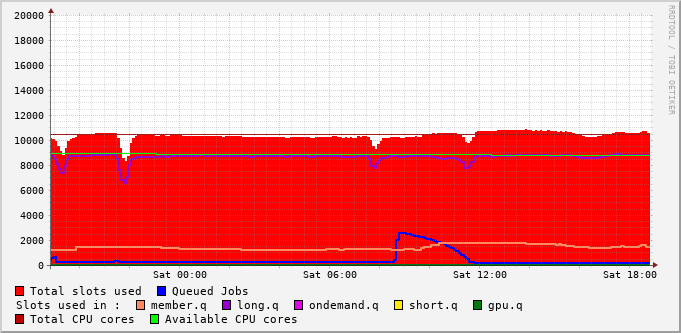 20000
18000
16000
14000
12000
10000
8000
6000
4000
2000
0
Sat 00:00 Sat 06:00 Sat 12:00 Sat 18:00
RRDTOOL / TOBI OETIKER
Total slots used Queued Jobs
Slots used in : member.q long.q ondemand.q short.q gpu.q
Total CPU cores Available CPU cores